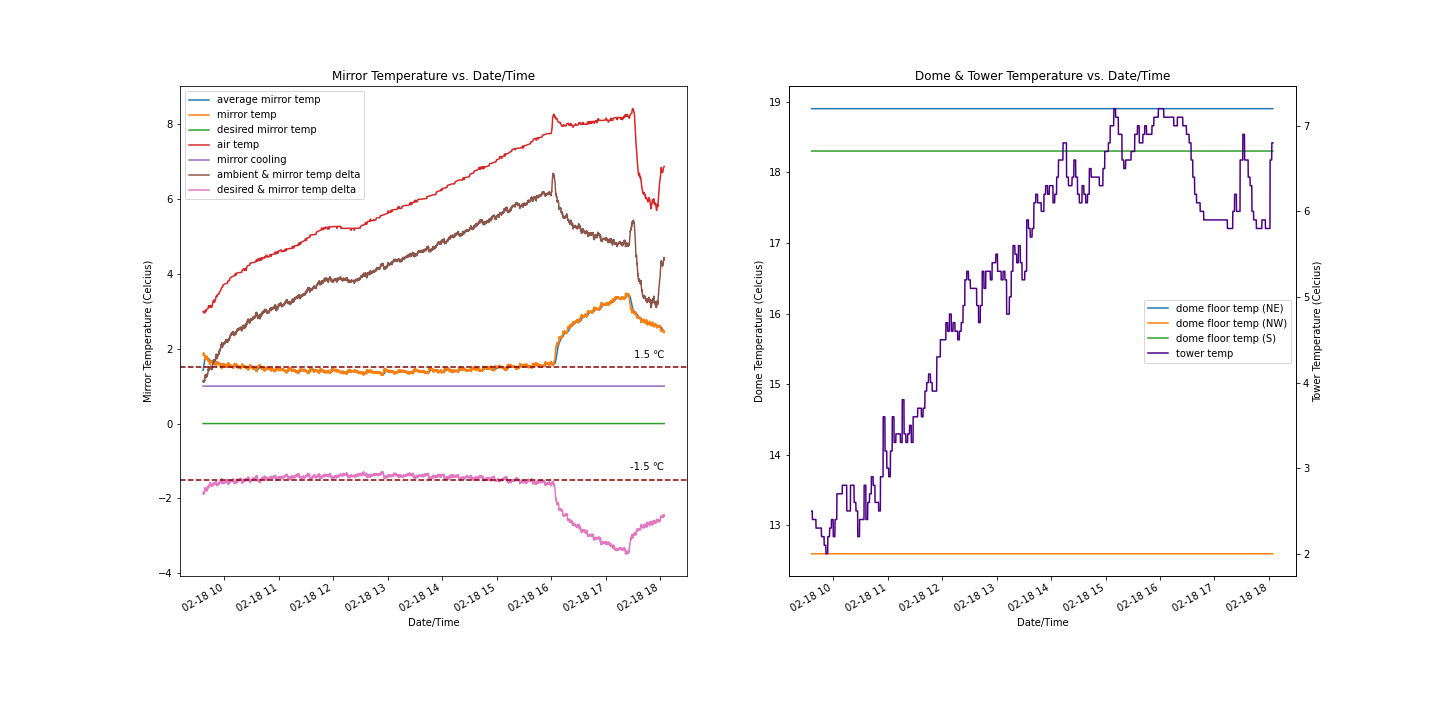 Mirror Temperature vs. Date/Time
average mirror temp
mirror temp
desired mirror temp
air temp
mirror cooling
ambient & mirror temp delta
desired & mirror temp delta
Mirror Temperature (Celcius)
8
6
4
2
0
−2
−4
1.5 ℃
-1.5 ℃
02-18 10
02-18 11
02-18 12
02-18 13
02-18 14
02-18 15
02-18 16
02-18 17
02-18 18
Date/Time
Dome & Tower Temperature vs. Date/Time
Dome Temperature (Celsius)
19
18
17
16
15
14
13
dome floor temp (NE)
dome floor temp (NW)
dome floor temp (S)
tower temp
7
6
5
4
3
2
Tower Temperature (Celcius)
02-18 10
02-18 11
02-18 12
02-18 13
02-18 14
02-18 15
02-18 16
02-18 17
02-18 18
Date/Time